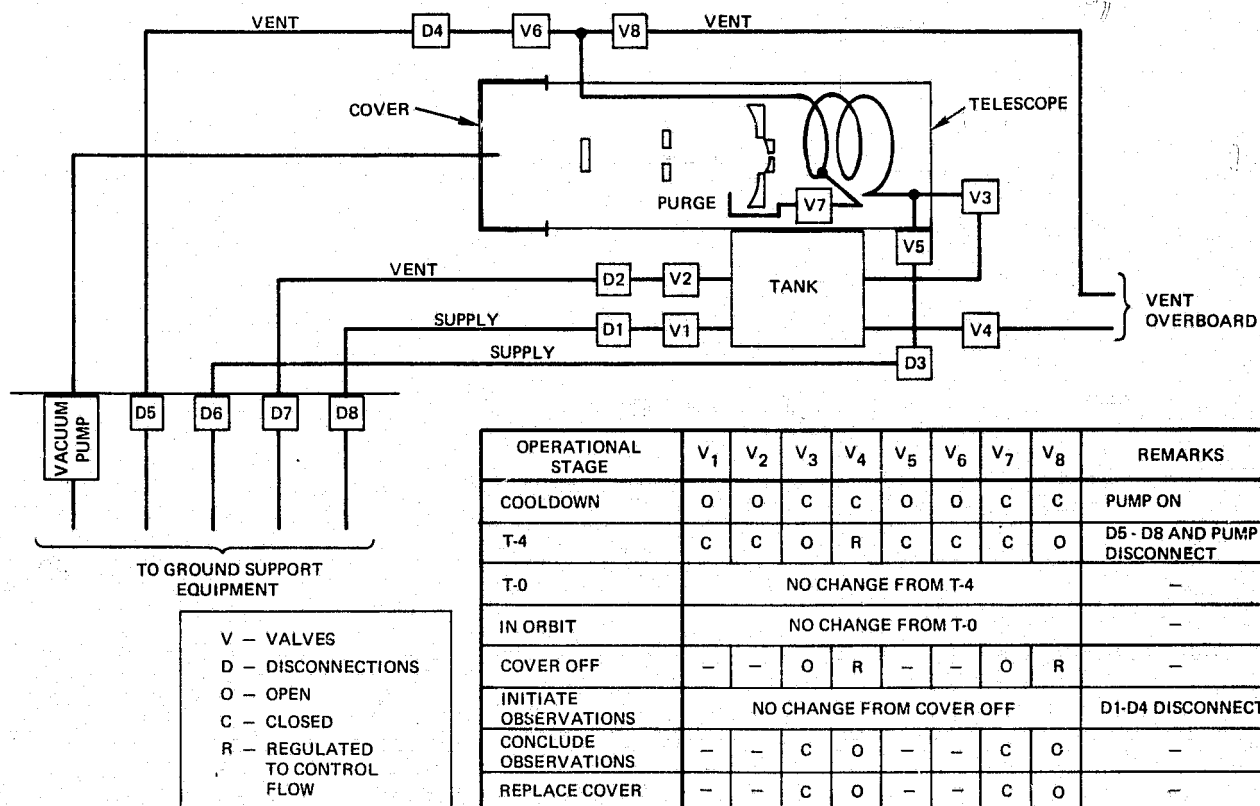 VENT
D4
V6
V8
VENT
COVER
TELESCOPE
PURGE
V7
V3
V5
VENT
D2
V2
TANK
VENT
OVERBOARD
SUPPLY
D1
V1
V4
SUPPLY
D3
VACUUM
PUMP
D5
D6
D7
D8
TO GROUND SUPPORT
EQUIPMENT
V – VALVES
D – DISCONNECTIONS
O – OPEN
C – CLOSED
R – REGULATED
TO CONTROL
FLOW
OPERATIONAL STAGE V1 V2 V3 V4 V5 V6 V7 V8 REMARKS
COOLDOWN O O C C O O C C PUMP ON
T-4 C C O R C C C O D5 - D8 AND PUMP DISCONNECT
T-0 NO CHANGE FROM T-4 –
IN ORBIT NO CHANGE FROM T-0 –
COVER OFF – – O R – – O R –
INITIATE OBSERVATIONS NO CHANGE FROM COVER OFF D1-D4 DISCONNECT
CONCLUDE OBSERVATIONS – – C O – – C O –
REPLACE COVER – – C O – – C O –